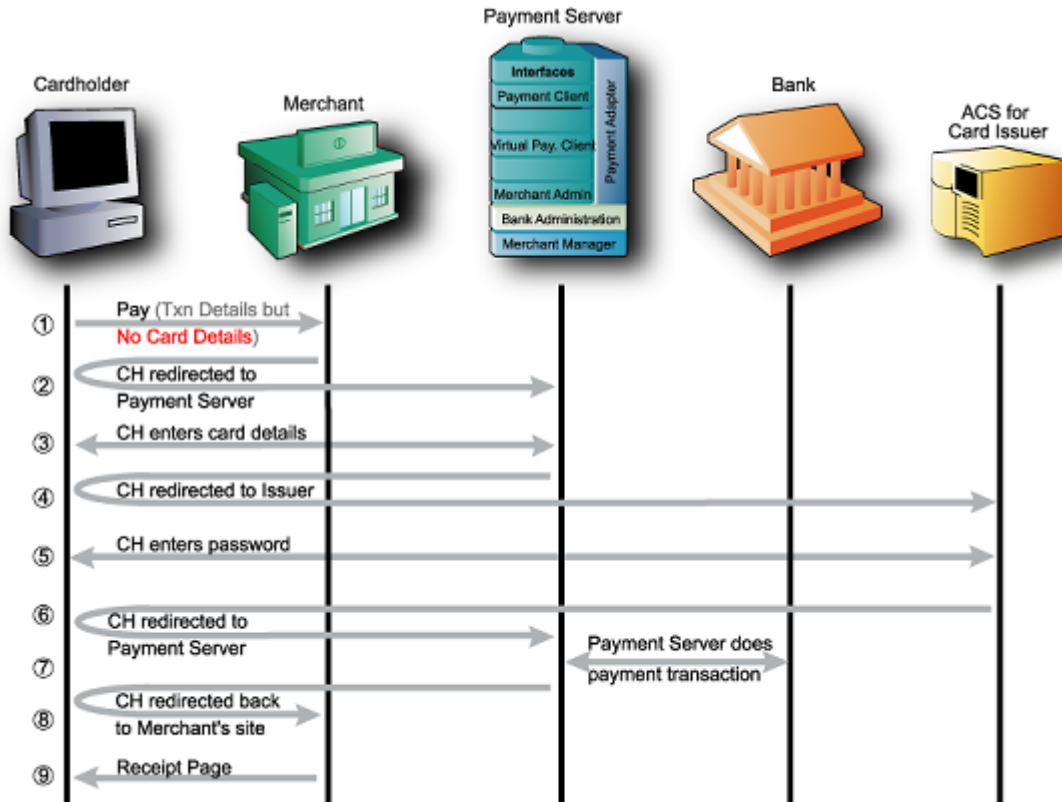 Payment Server
Cardholder
Merchant
Bank
ACS for
Card Issuer
Interfaces
Payment Client
Virtual Pay. Client
Merchant Admin
Payment Adapter
Bank Administration
Merchant Manager
① Pay (Txn Details but
No Card Details)
② CH redirected to
Payment Server
③ CH enters card details
④ CH redirected to Issuer
⑤ CH enters password
⑥ CH redirected to
Payment Server
⑦ Payment Server does
payment transaction
⑧ CH redirected back
to Merchant's site
⑨ Receipt Page